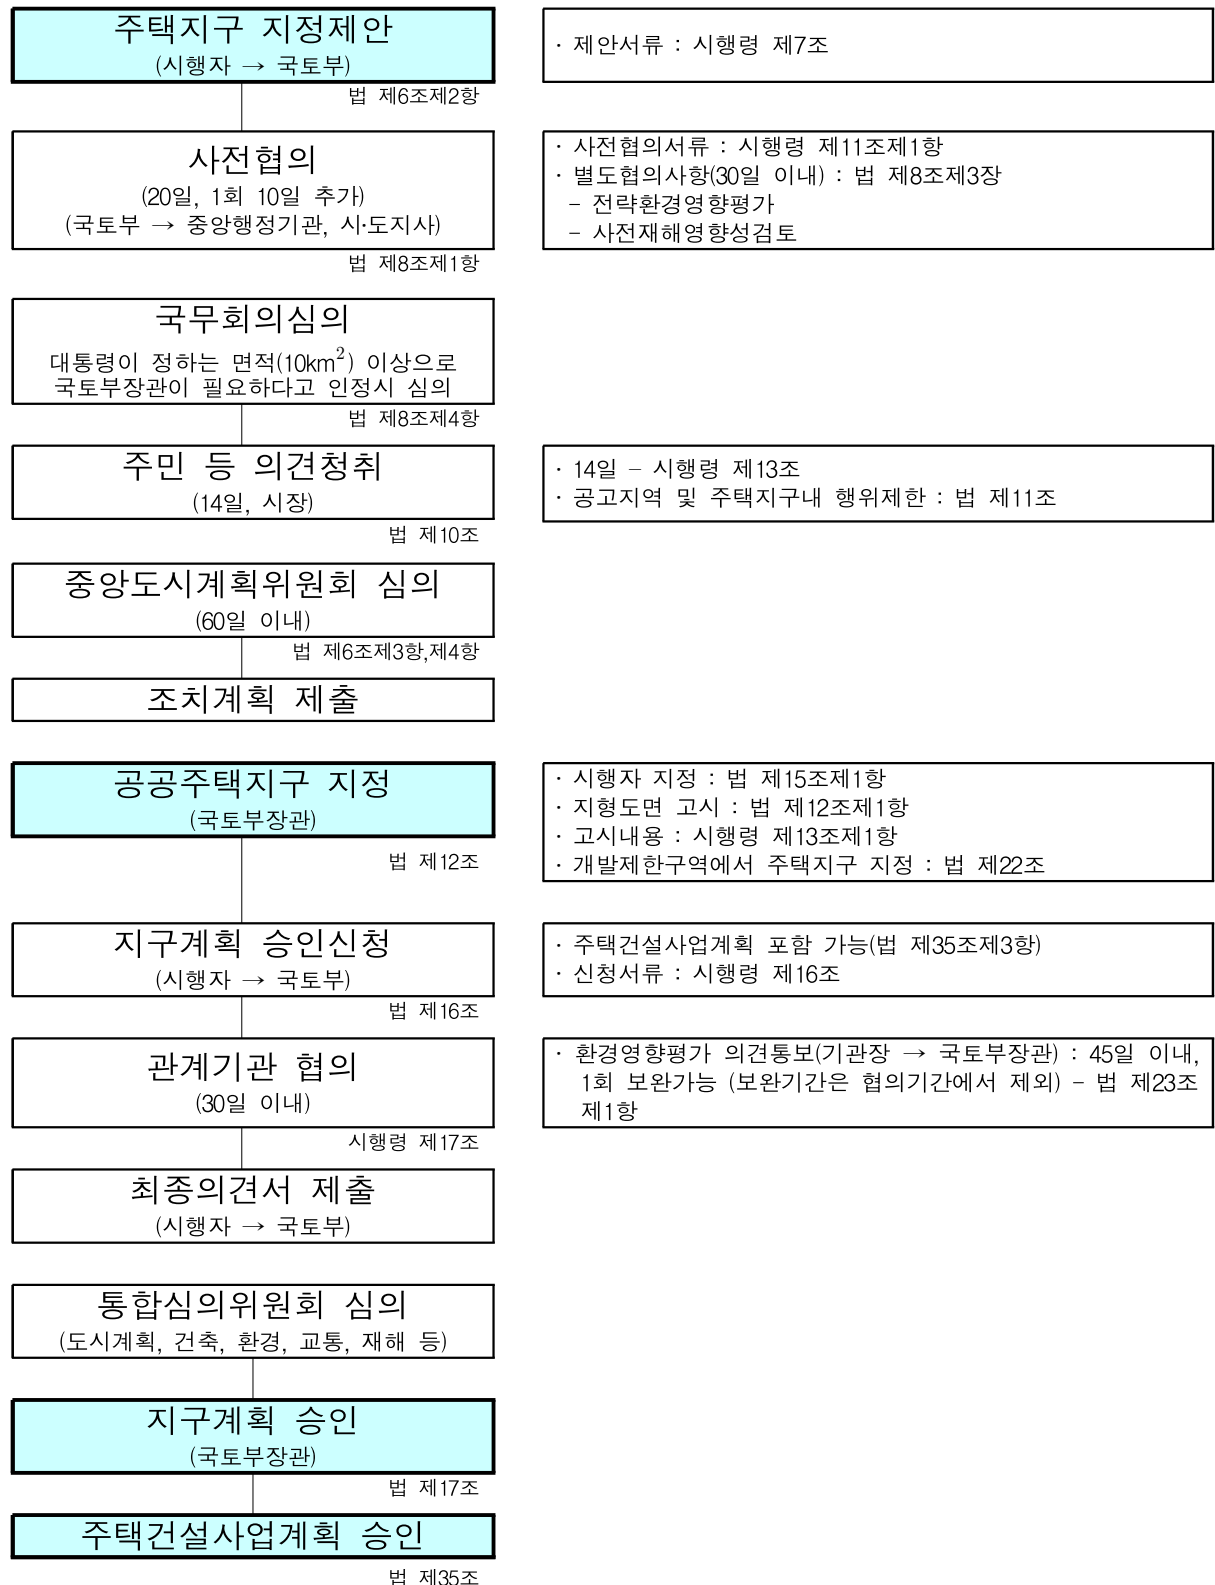 주택지구 지정제안
(시행자 → 국토부)
· 제안서류 : 시행령 제7조
법 제6조제2항
사전협의
(20일, 1회 10일 추가)
(국토부 → 중앙행정기관, 시·도지사)
· 사전협의서류 : 시행령 제11조제1항
· 별도협의사항(30일 이내) : 법 제8조제3장
- 전략환경영향평가
- 사전재해영향성검토
법 제8조제1항
국무회의심의
대통령이 정하는 면적(10km²) 이상으로
국토부장관이 필요하다고 인정시 심의
법 제8조제4항
주민 등 의견청취
(14일, 시장)
· 14일 - 시행령 제13조
· 공고지역 및 주택지구내 행위제한 : 법 제11조
법 제10조
중앙도시계획위원회 심의
(60일 이내)
법 제6조제3항,제4항
조치계획 제출
공공주택지구 지정
(국토부장관)
· 시행자 지정 : 법 제15조제1항
· 지형도면 고시 : 법 제12조제1항
· 고시내용 : 시행령 제13조제1항
· 개발제한구역에서 주택지구 지정 : 법 제22조
법 제12조
지구계획 승인신청
(시행자 → 국토부)
· 주택건설사업계획 포함 가능(법 제35조제3항)
· 신청서류 : 시행령 제16조
법 제16조
관계기관 협의
(30일 이내)
· 환경영향평가 의견통보(기관장 → 국토부장관) : 45일 이내,
1회 보완가능 (보완기간은 협의기간에서 제외) - 법 제23조
제1항
시행령 제17조
최종의견서 제출
(시행자 → 국토부)
통합심의위원회 심의
(도시계획, 건축, 환경, 교통, 재해 등)
지구계획 승인
(국토부장관)
법 제17조
주택건설사업계획 승인
법 제35조